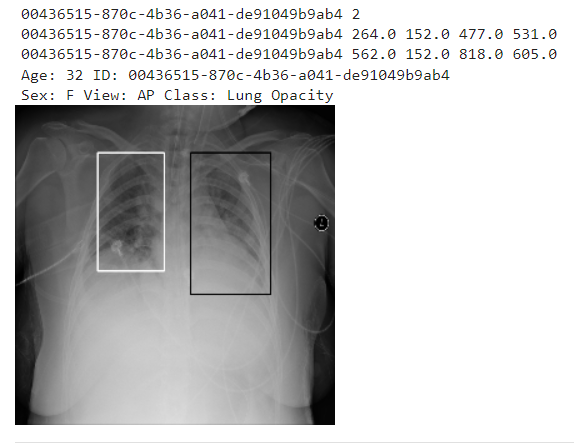 00436515-870c-4b36-a041-de91049b9ab4 2
00436515-870c-4b36-a041-de91049b9ab4 264.0 152.0 477.0 531.0
00436515-870c-4b36-a041-de91049b9ab4 562.0 152.0 818.0 605.0
Age: 32 ID: 00436515-870c-4b36-a041-de91049b9ab4
Sex: F View: AP Class: Lung Opacity